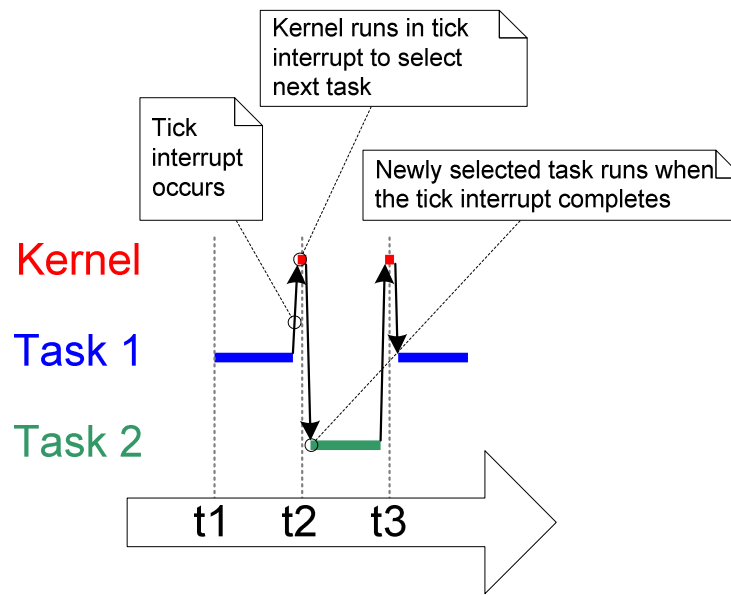 Kernel runs in tick
interrupt to select
next task
Tick
interrupt
occurs
Newly selected task runs when
the tick interrupt completes
Kernel
Task 1
Task 2
t1
t2
t3